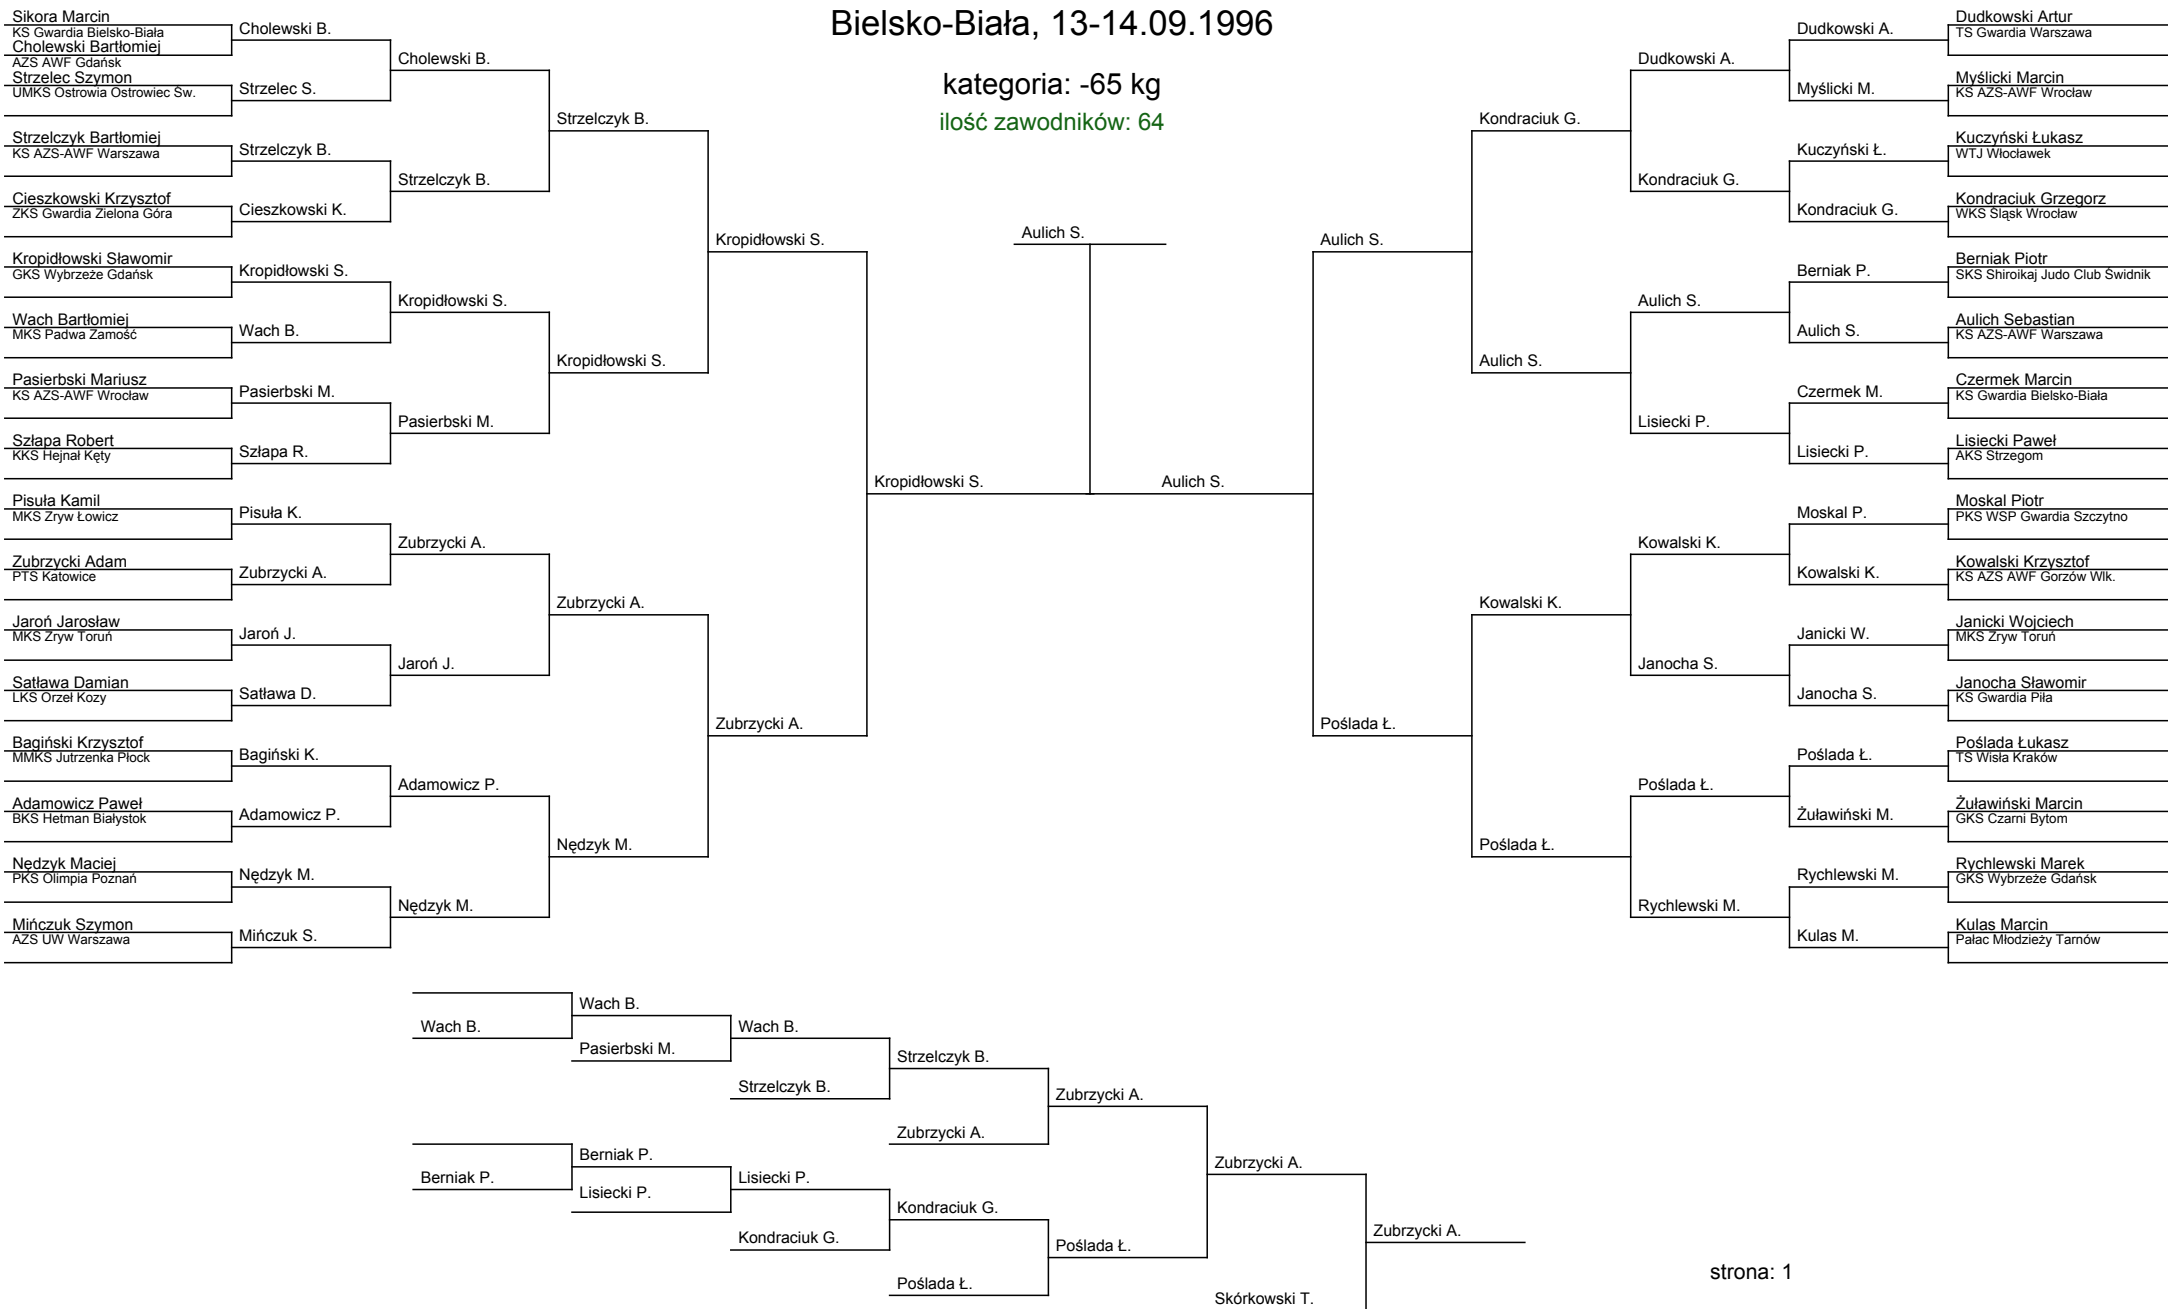 Bielsko-Biała, 13-14.09.1996
kategoria: -65 kg
ilość zawodników: 64
Sikora Marcin
KS Gwardia Bielsko-Biała
Cholewski Bartłomiej
AZS AWF Gdańsk
Strzelec Szymon
UMKS Ostrowia Ostrowiec Św.
Strzelczyk Bartłomiej
KS AZS-AWF Warszawa
Cieszkowski Krzysztof
ZKS Gwardia Zielona Góra
Kropidłowski Sławomir
GKS Wybrzeże Gdańsk
Wach Bartłomiej
MKS Padwa Zamość
Pasierbski Mariusz
KS AZS-AWF Wrocław
Szłapa Robert
KKS Hejnał Kęty
Pisuła Kamil
MKS Zryw Łowicz
Zubrzycki Adam
PTS Katowice
Jaroń Jarosław
MKS Zryw Toruń
Satława Damian
LKS Orzeł Kozy
Bagiński Krzysztof
MMKS Jutrzenka Płock
Adamowicz Paweł
BKS Hetman Białystok
Nędzyk Maciej
PKS Olimpia Poznań
Mińczuk Szymon
AZS UW Warszawa
Cholewski B.
Strzelec S.
Strzelczyk B.
Cieszkowski K.
Kropidłowski S.
Wach B.
Pasierbski M.
Szłapa R.
Pisuła K.
Zubrzycki A.
Jaroń J.
Satława D.
Bagiński K.
Adamowicz P.
Nędzyk M.
Mińczuk S.
Cholewski B.
Strzelczyk B.
Kropidłowski S.
Pasierbski M.
Zubrzycki A.
Jaroń J.
Adamowicz P.
Nędzyk M.
Strzelczyk B.
Kropidłowski S.
Zubrzycki A.
Nędzyk M.
Kropidłowski S.
Zubrzycki A.
Kropidłowski S.
Aulich S.
Aulich S.
Aulich S.
Poślada Ł.
Kondraciuk G.
Aulich S.
Kowalski K.
Poślada Ł.
Dudkowski A.
Kondraciuk G.
Aulich S.
Lisiecki P.
Kowalski K.
Janocha S.
Poślada Ł.
Rychlewski M.
Dudkowski A.
Myślicki M.
Kuczyński Ł.
Kondraciuk G.
Berniak P.
Aulich S.
Czermek M.
Lisiecki P.
Moskal P.
Kowalski K.
Janicki W.
Janocha S.
Poślada Ł.
Żuławiński M.
Rychlewski M.
Kulas M.
Dudkowski Artur
TS Gwardia Warszawa
Myślicki Marcin
KS AZS-AWF Wrocław
Kuczyński Łukasz
WTJ Włocławek
Kondraciuk Grzegorz
WKS Śląsk Wrocław
Berniak Piotr
SKS Shiroikaj Judo Club Świdnik
Aulich Sebastian
KS AZS-AWF Warszawa
Czermek Marcin
KS Gwardia Bielsko-Biała
Lisiecki Paweł
AKS Strzegom
Moskal Piotr
PKS WSP Gwardia Szczytno
Kowalski Krzysztof
KS AZS AWF Gorzów Wlk.
Janicki Wojciech
MKS Zryw Toruń
Janocha Sławomir
KS Gwardia Piła
Poślada Łukasz
TS Wisła Kraków
Żuławiński Marcin
GKS Czarni Bytom
Rychlewski Marek
GKS Wybrzeże Gdańsk
Kulas Marcin
Pałac Młodzieży Tarnów
Wach B.
Wach B.
Pasierbski M.
Wach B.
Strzelczyk B.
Strzelczyk B.
Zubrzycki A.
Zubrzycki A.
Berniak P.
Berniak P.
Lisiecki P.
Lisiecki P.
Kondraciuk G.
Kondraciuk G.
Poślada Ł.
Poślada Ł.
Zubrzycki A.
Skórkowski T.
Zubrzycki A.
strona: 1